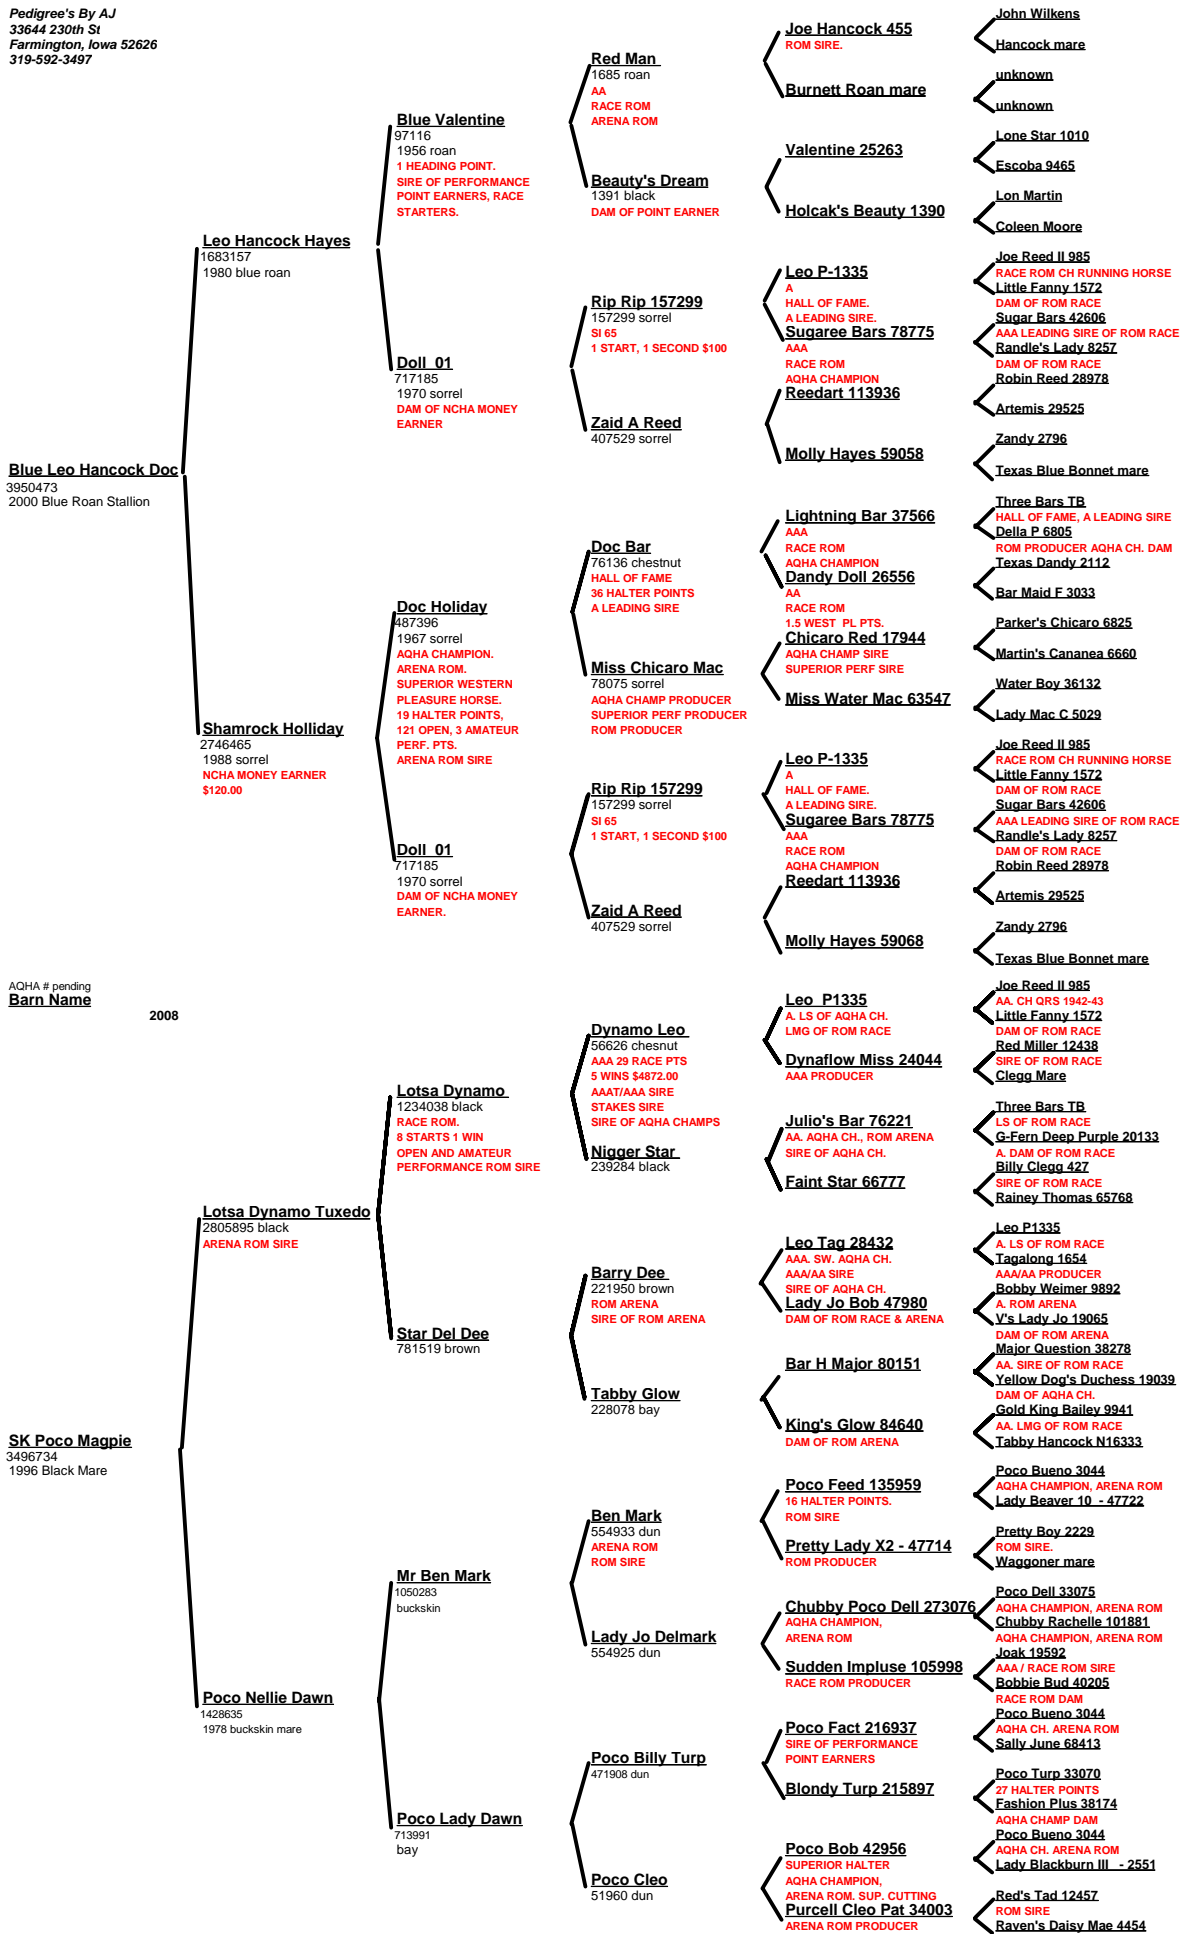 Pedigree's By AJ
33644 230th St
Farmington, Iowa 52626
319-592-3497
Blue Leo Hancock Doc
3950473
2000 Blue Roan Stallion
AQHA # pending
Barn Name
2008
SK Poco Magpie
3496734
1996 Black Mare
Leo Hancock Hayes
1683157
1980 blue roan
Shamrock Holliday
2746465
1988 sorrel
NCHA MONEY EARNER
$120.00
Lotsa Dynamo Tuxedo
2805895 black
ARENA ROM SIRE
Poco Nellie Dawn
1428635
1978 buckskin mare
Blue Valentine
97116
1956 roan
1 HEADING POINT.
SIRE OF PERFORMANCE
POINT EARNERS, RACE
STARTERS.
Doll  01
717185
1970 sorrel
DAM OF NCHA MONEY
EARNER
Doc Holiday
487396
1967 sorrel
AQHA CHAMPION.
ARENA ROM.
SUPERIOR WESTERN
PLEASURE HORSE.
19 HALTER POINTS,
121 OPEN, 3 AMATEUR
PERF. PTS.
ARENA ROM SIRE
Doll  01
717185
1970 sorrel
DAM OF NCHA MONEY
EARNER.
Lotsa Dynamo
1234038 black
RACE ROM.
8 STARTS 1 WIN
OPEN AND AMATEUR
PERFORMANCE ROM SIRE
Star Del Dee
781519 brown
Mr Ben Mark
1050283
buckskin
Poco Lady Dawn
713991
bay
Red Man
1685 roan
AA
RACE ROM
ARENA ROM
Beauty's Dream
1391 black
DAM OF POINT EARNER
Rip Rip 157299
157299 sorrel
SI 65
1 START, 1 SECOND $100
Zaid A Reed
407529 sorrel
Doc Bar
76136 chestnut
HALL OF FAME
36 HALTER POINTS
A LEADING SIRE
Miss Chicaro Mac
78075 sorrel
AQHA CHAMP PRODUCER
SUPERIOR PERF PRODUCER
ROM PRODUCER
Rip Rip 157299
157299 sorrel
SI 65
1 START, 1 SECOND $100
Zaid A Reed
407529 sorrel
Dynamo Leo
56626 chesnut
AAA 29 RACE PTS
5 WINS $4872.00
AAAT/AAA SIRE
STAKES SIRE
SIRE OF AQHA CHAMPS
Nigger Star
239284 black
Barry Dee
221950 brown
ROM ARENA
SIRE OF ROM ARENA
Tabby Glow
228078 bay
Ben Mark
554933 dun
ARENA ROM
ROM SIRE
Lady Jo Delmark
554925 dun
Poco Billy Turp
471908 dun
Poco Cleo
51960 dun
Joe Hancock 455
ROM SIRE.
Burnett Roan mare
Valentine 25263
Holcak's Beauty 1390
Leo P-1335
A
HALL OF FAME.
A LEADING SIRE.
Sugaree Bars 78775
AAA
RACE ROM
AQHA CHAMPION
Reedart 113936
Molly Hayes 59058
Lightning Bar 37566
AAA
RACE ROM
AQHA CHAMPION
Dandy Doll 26556
AA
RACE ROM
1.5 WEST  PL PTS.
Chicaro Red 17944
AQHA CHAMP SIRE
SUPERIOR PERF SIRE
Miss Water Mac 63547
Leo P-1335
A
HALL OF FAME.
A LEADING SIRE.
Sugaree Bars 78775
AAA
RACE ROM
AQHA CHAMPION
Reedart 113936
Molly Hayes 59068
Leo  P1335
A. LS OF AQHA CH.
LMG OF ROM RACE
Dynaflow Miss 24044
AAA PRODUCER
Julio's Bar 76221
AA. AQHA CH., ROM ARENA
SIRE OF AQHA CH.
Faint Star 66777
Leo Tag 28432
AAA. SW. AQHA CH.
AAA/AA SIRE
SIRE OF AQHA CH.
Lady Jo Bob 47980
DAM OF ROM RACE & ARENA
Bar H Major 80151
King's Glow 84640
DAM OF ROM ARENA
Poco Feed 135959
16 HALTER POINTS.
ROM SIRE
Pretty Lady X2 - 47714
ROM PRODUCER
Chubby Poco Dell 273076
AQHA CHAMPION,
ARENA ROM
Sudden Impluse 105998
RACE ROM PRODUCER
Poco Fact 216937
SIRE OF PERFORMANCE
POINT EARNERS
Blondy Turp 215897
Poco Bob 42956
SUPERIOR HALTER
AQHA CHAMPION,
ARENA ROM. SUP. CUTTING
Purcell Cleo Pat 34003
ARENA ROM PRODUCER
John Wilkens
Hancock mare
unknown
unknown
Lone Star 1010
Escoba 9465
Lon Martin
Coleen Moore
Joe Reed II 985
RACE ROM CH RUNNING HORSE
Little Fanny 1572
DAM OF ROM RACE
Sugar Bars 42606
AAA LEADING SIRE OF ROM RACE
Randle's Lady 8257
DAM OF ROM RACE
Robin Reed 28978
Artemis 29525
Zandy 2796
Texas Blue Bonnet mare
Three Bars TB
HALL OF FAME, A LEADING SIRE
Della P 6805
ROM PRODUCER AQHA CH. DAM
Texas Dandy 2112
Bar Maid F 3033
Parker's Chicaro 6825
Martin's Cananea 6660
Water Boy 36132
Lady Mac C 5029
Joe Reed II 985
RACE ROM CH RUNNING HORSE
Little Fanny 1572
DAM OF ROM RACE
Sugar Bars 42606
AAA LEADING SIRE OF ROM RACE
Randle's Lady 8257
DAM OF ROM RACE
Robin Reed 28978
Artemis 29525
Zandy 2796
Texas Blue Bonnet mare
Joe Reed II 985
AA. CH QRS 1942-43
Little Fanny 1572
DAM OF ROM RACE
Red Miller 12438
SIRE OF ROM RACE
Clegg Mare
Three Bars TB
LS OF ROM RACE
G-Fern Deep Purple 20133
A. DAM OF ROM RACE
Billy Clegg 427
SIRE OF ROM RACE
Rainey Thomas 65768
Leo P1335
A. LS OF ROM RACE
Tagalong 1654
AAA/AA PRODUCER
Bobby Weimer 9892
A. ROM ARENA
V's Lady Jo 19065
DAM OF ROM ARENA
Major Question 38278
AA. SIRE OF ROM RACE
Yellow Dog's Duchess 19039
DAM OF AQHA CH.
Gold King Bailey 9941
AA. LMG OF ROM RACE
Tabby Hancock N16333
Poco Bueno 3044
AQHA CHAMPION, ARENA ROM
Lady Beaver 10  - 47722
Pretty Boy 2229
ROM SIRE.
Waggoner mare
Poco Dell 33075
AQHA CHAMPION, ARENA ROM
Chubby Rachelle 101881
AQHA CHAMPION, ARENA ROM
Joak 19592
AAA / RACE ROM SIRE
Bobbie Bud 40205
RACE ROM DAM
Poco Bueno 3044
AQHA CH. ARENA ROM
Sally June 68413
Poco Turp 33070
27 HALTER POINTS
Fashion Plus 38174
AQHA CHAMP DAM
Poco Bueno 3044
AQHA CH. ARENA ROM
Lady Blackburn III  - 2551
Red's Tad 12457
ROM SIRE
Raven's Daisy Mae 4454